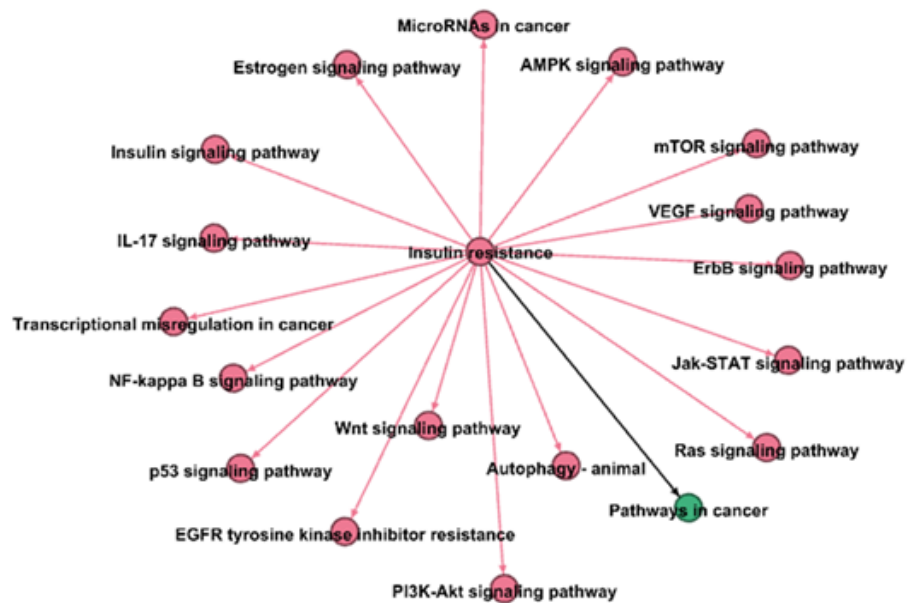 MicroRNAs in cancer
Estrogen signaling pathway
AMPK signaling pathway
Insulin signaling pathway
mTOR signaling pathway
VEGF signaling pathway
IL-17 signaling pathway
Insulin resistance
ErbB signaling pathway
Transcriptional misregulation in cancer
Jak-STAT signaling pathway
NF-kappa B signaling pathway
Wnt signaling pathway
Ras signaling pathway
p53 signaling pathway
Autophagy - animal
Pathways in cancer
EGFR tyrosine kinase inhibitor resistance
PI3K-Akt signaling pathway